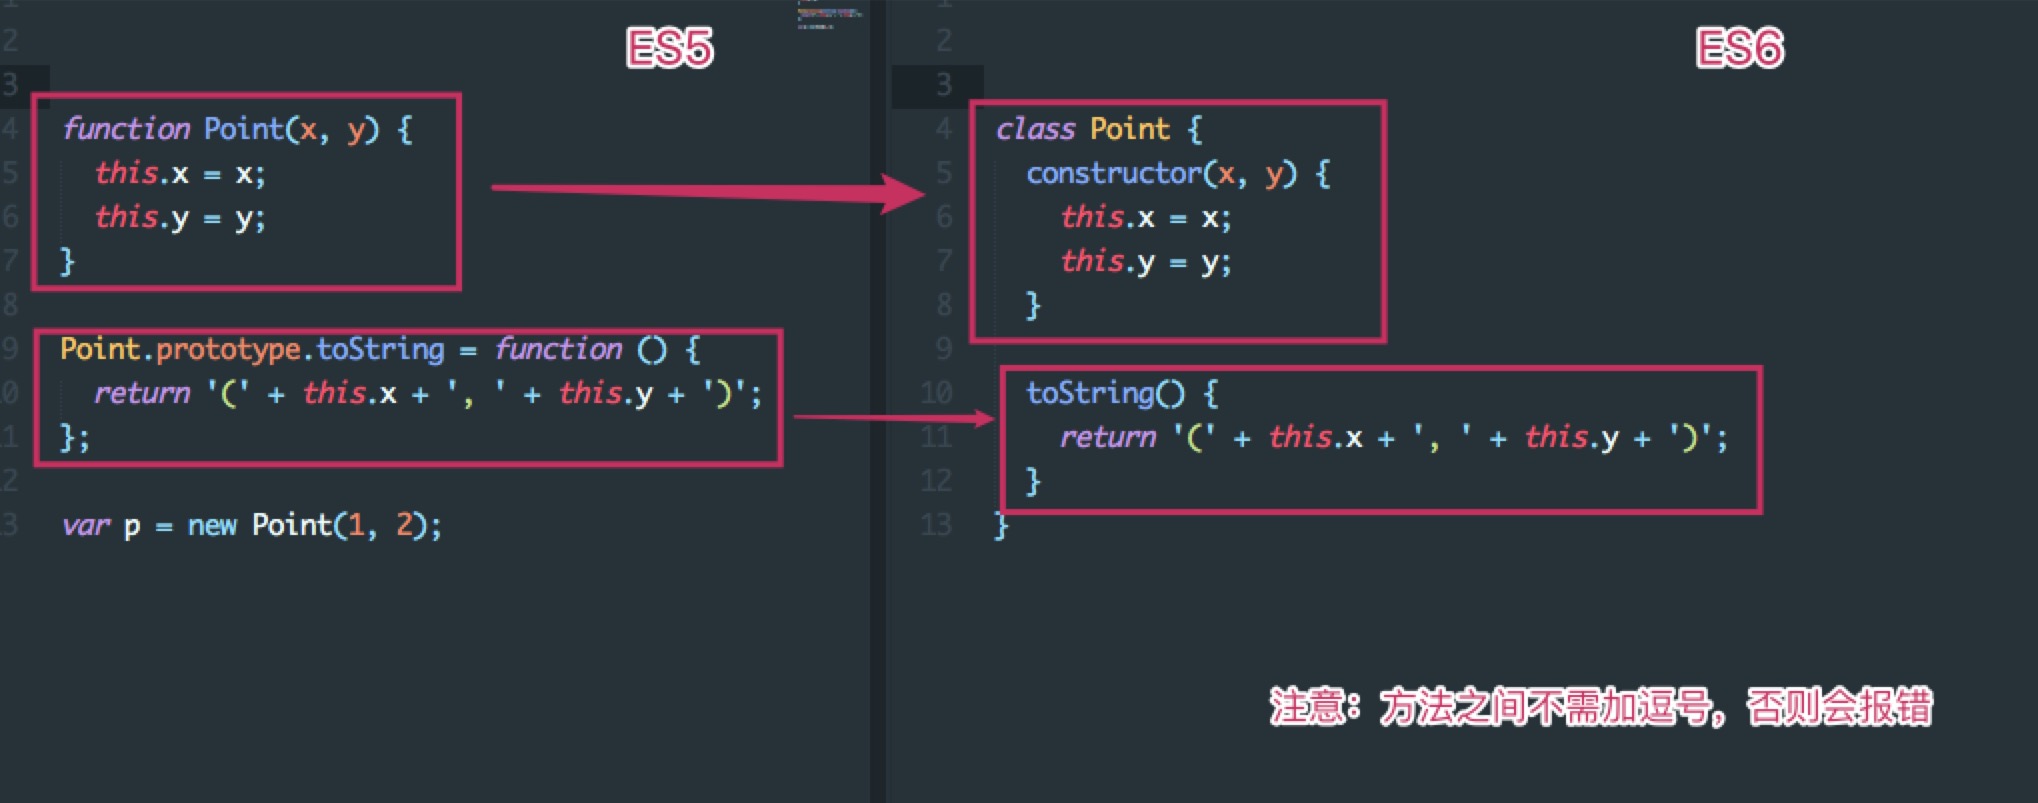 ES5
1
2
3
4 function Point(x, y) {
5 this.x = x;
6 this.y = y;
7 }
8
9 Point.prototype.toString = function () {
0 return '(' + this.x + ', ' + this.y + ')';
1 };
2
3 var p = new Point(1, 2);
ES6
1
2
3
4 class Point {
5 constructor(x, y) {
6 this.x = x;
7 this.y = y;
8 }
9
10 toString() {
11 return '(' + this.x + ', ' + this.y + ')';
12 }
13 }
注意：方法之间不需加逗号，否则会报错